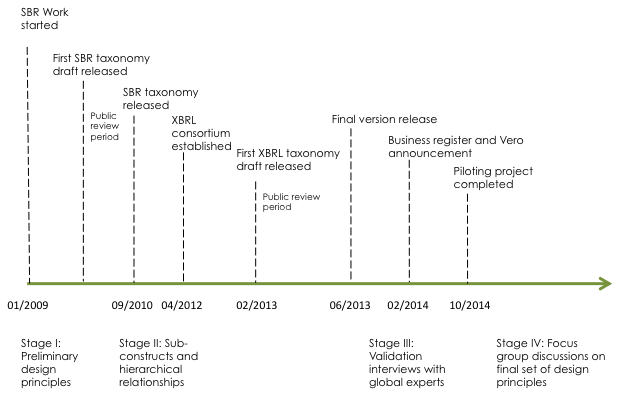 SBR Work
started
First SBR taxonomy
draft released
SBR taxonomy
released
Public
review
period
XBRL
consortium
established
Final version release
Business register and Vero
announcement
First XBRL taxonomy
draft released
Piloting project
completed
Public review
period
01/2009
09/2010
04/2012
02/2013
06/2013
02/2014
10/2014
Stage I:
Preliminary
design
principles
Stage II: Sub-
constructs and
hierarchical
relationships
Stage III:
Validation
interviews with
global experts
Stage IV: Focus
group discussions on
final set of design
principles